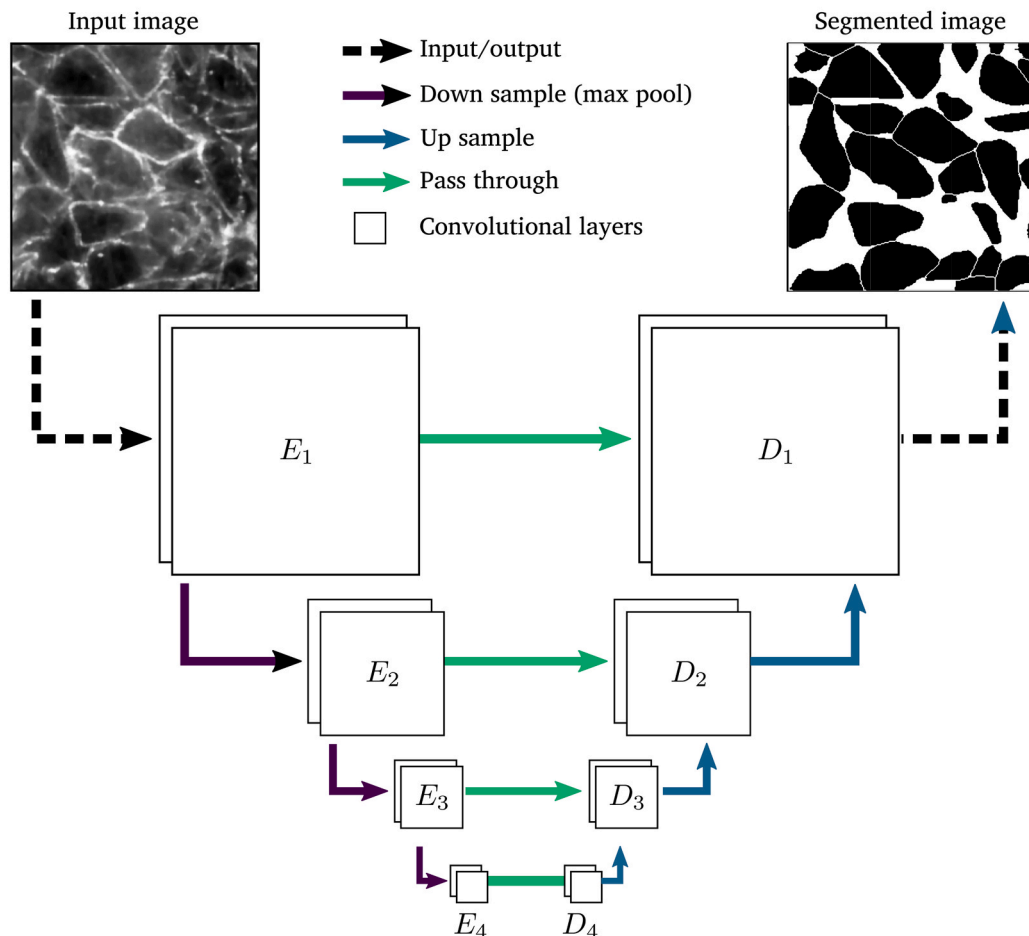 Input image
Segmented image
Input/output
Down sample (max pool)
Up sample
Pass through
Convolutional layers
E₁
D₁
E₂
D₂
E₃
D₃
E₄
D₄